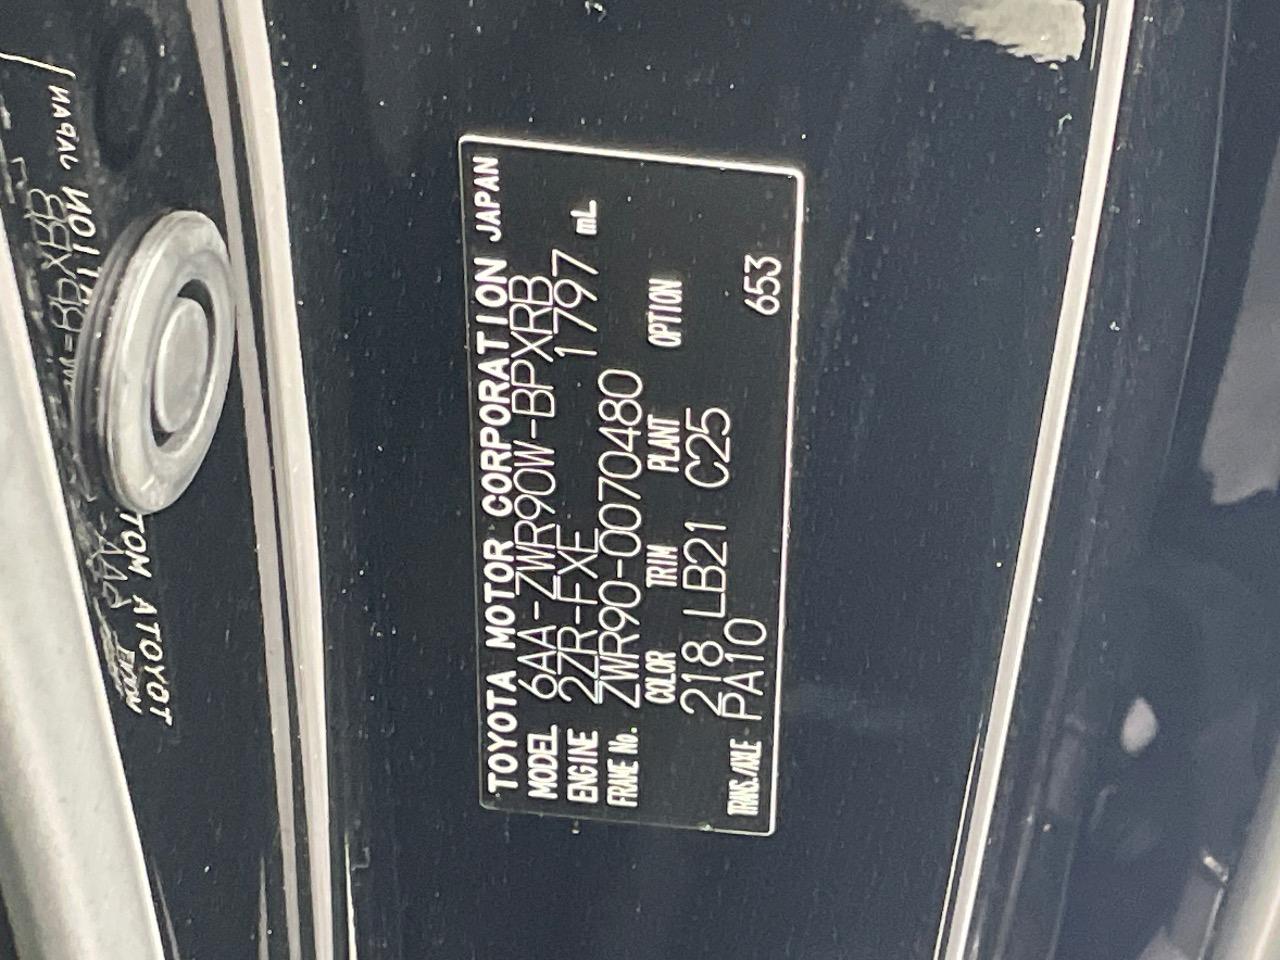 TOYOTA MOTOR CORPORATION JAPAN
MODEL 6AA-ZWR90W-BPXRB
ENGINE 2ZR-FXE 1797 mL
FRAME No. ZWR90-0070480
COLOR TRIM PLANT OPTION
218 LB21 C25
TRANS./AXLE PA10 653